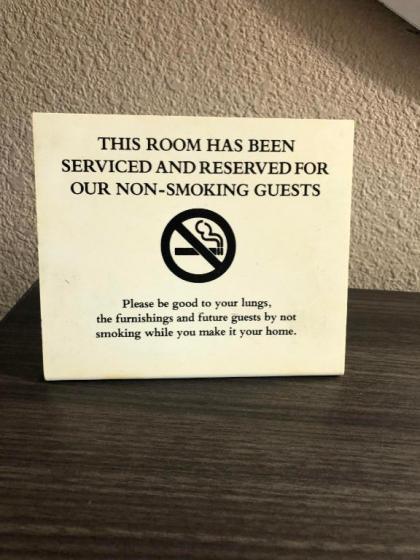 THIS ROOM HAS BEEN
SERVICED AND RESERVED FOR
OUR NON-SMOKING GUESTS
Please be good to your lungs,
the furnishings and future guests by not
smoking while you make it your home.